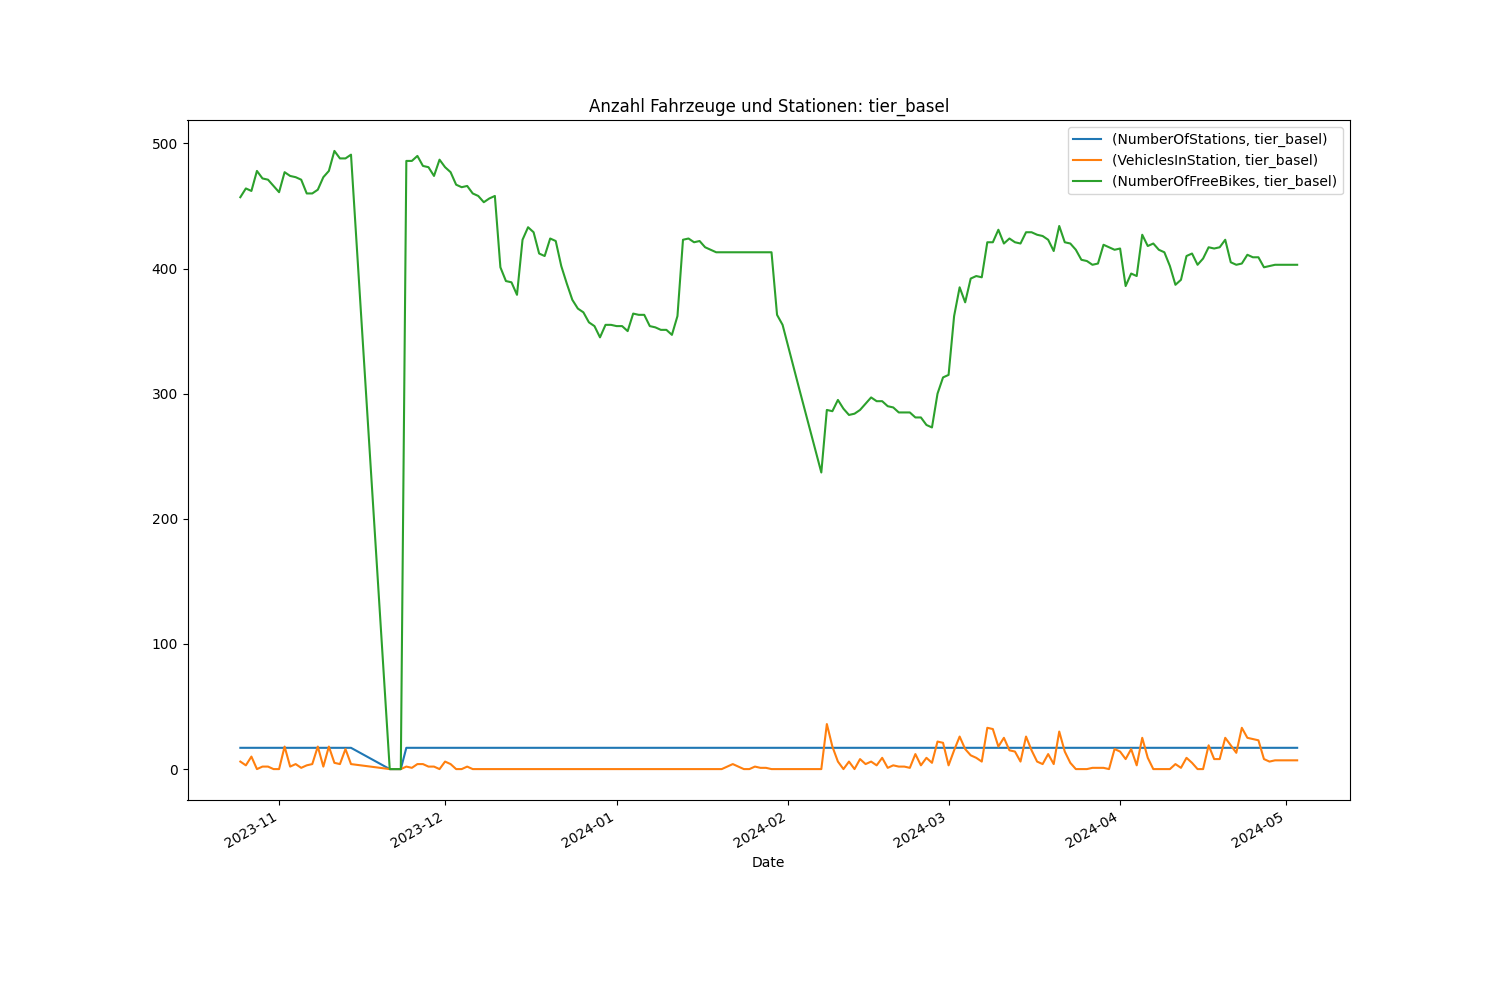 Anzahl Fahrzeuge und Stationen: tier_basel
(NumberOfStations, tier_basel)
(VehiclesInStation, tier_basel)
(NumberOfFreeBikes, tier_basel)
500
400
300
200
100
0
2023-11
2023-12
2024-01
2024-02
2024-03
2024-04
2024-05
Date